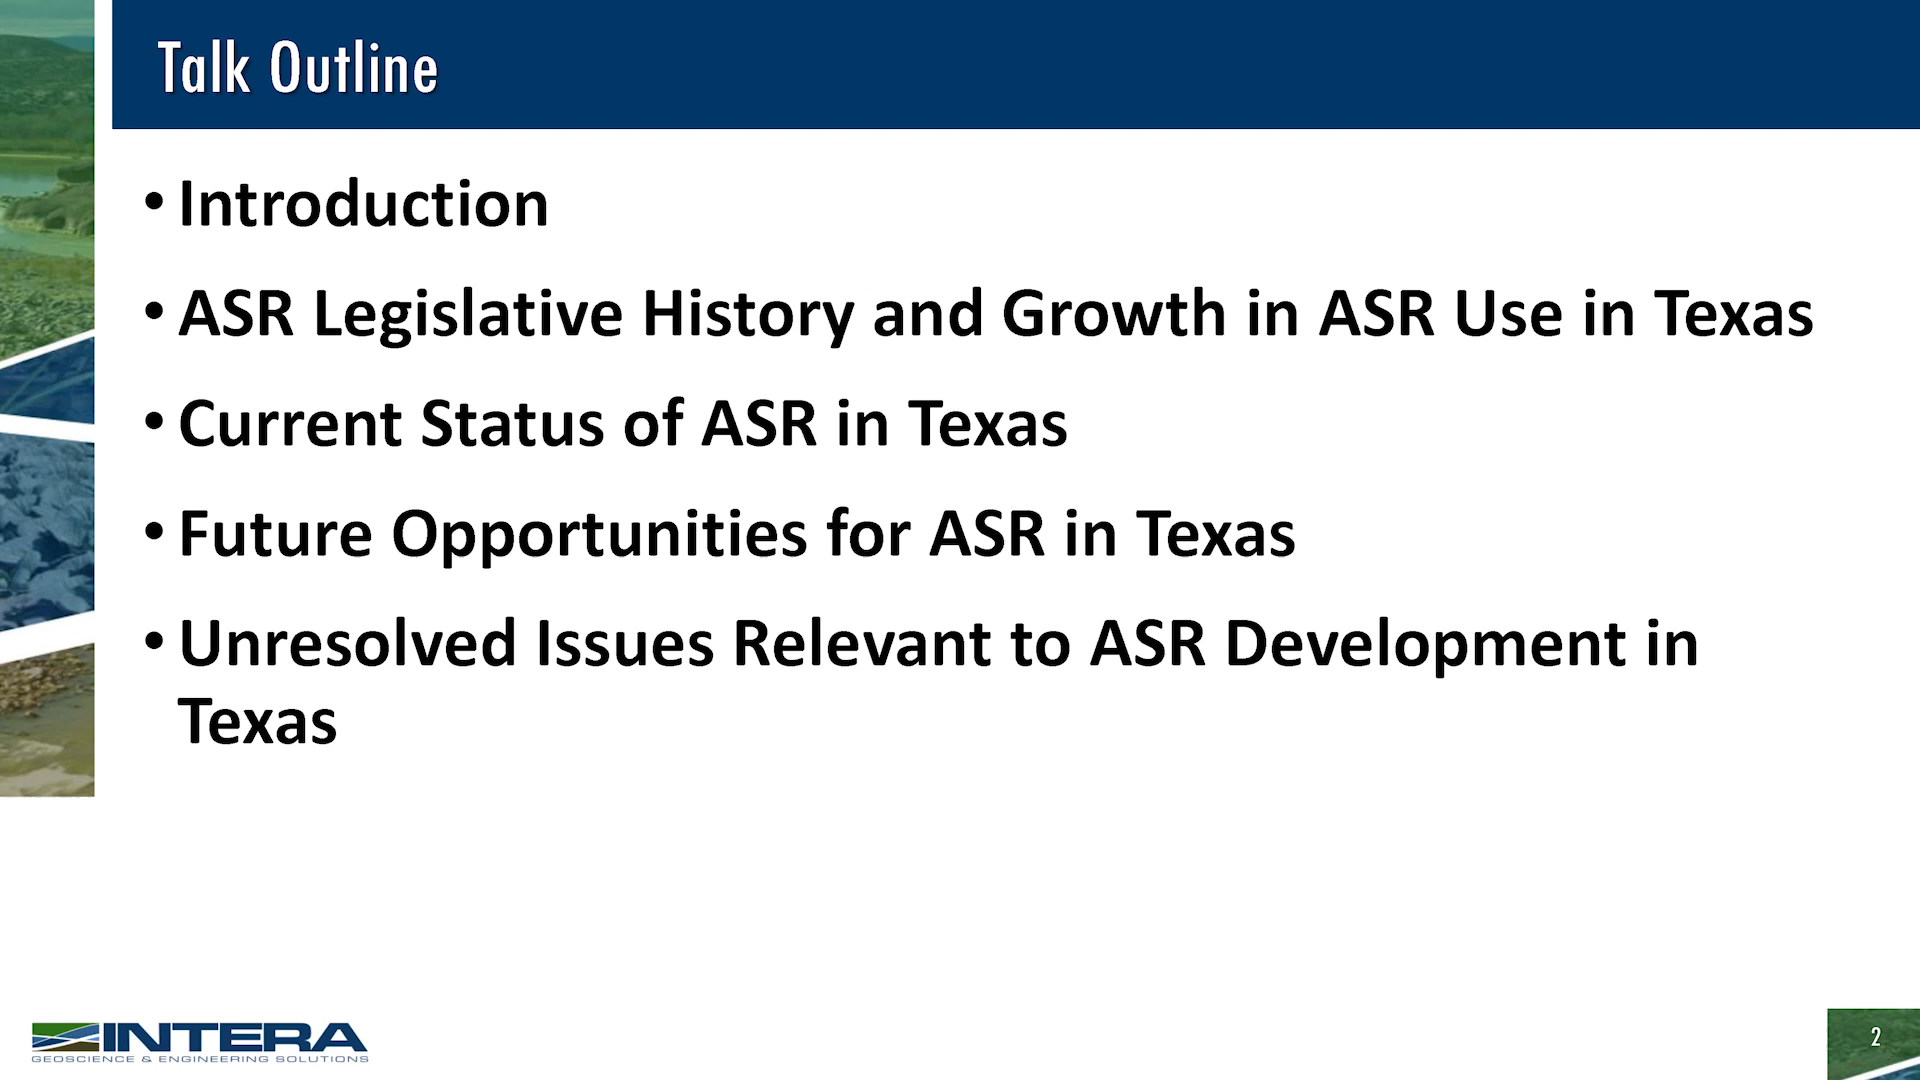 Talk Outline
• Introduction
• ASR Legislative History and Growth in ASR Use in Texas
• Current Status of ASR in Texas
• Future Opportunities for ASR in Texas
• Unresolved Issues Relevant to ASR Development in
Texas
INTERA
GEOSCIENCE & ENGINEERING SOLUTIONS
2